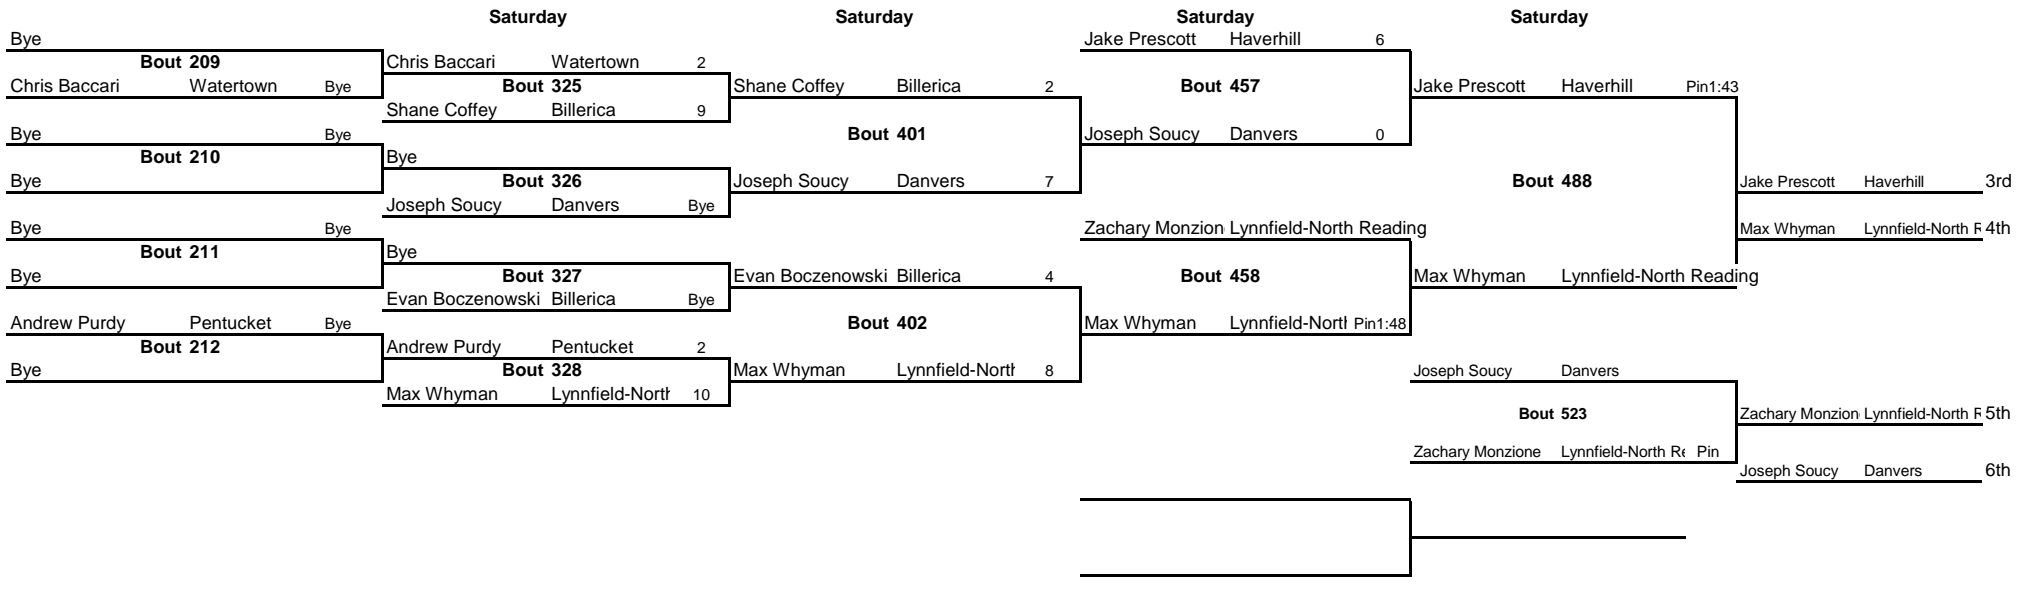 Saturday Saturday Saturday Saturday
Bye Jake Prescott Haverhill 6
Bout 209 Chris Baccari Watertown 2
Chris Baccari Watertown Bye Bout 325 Shane Coffey Billerica 2 Bout 457 Jake Prescott Haverhill Pin1:43
Shane Coffey Billerica 9
Bye Bye Bout 401 Joseph Soucy Danvers 0
Bout 210 Bye
Bye Bout 326 Joseph Soucy Danvers 7 Bout 488 Jake Prescott Haverhill 3rd
Joseph Soucy Danvers Bye
Bye Bye Zachary Monzion Lynnfield-North Reading Max Whyman Lynnfield-North R 4th
Bout 211 Bye
Bye Bout 327 Evan Boczenowski Billerica 4 Bout 458 Max Whyman Lynnfield-North Reading
Evan Boczenowski Billerica Bye
Andrew Purdy Pentucket Bye Bout 402 Max Whyman Lynnfield-North Pin1:48
Bout 212 Andrew Purdy Pentucket 2
Bye Bout 328 Max Whyman Lynnfield-North 8 Joseph Soucy Danvers
Max Whyman Lynnfield-North 10
Bout 523 Zachary Monzion Lynnfield-North R 5th
Zachary Monzione Lynnfield-North Re Pin
Joseph Soucy Danvers 6th